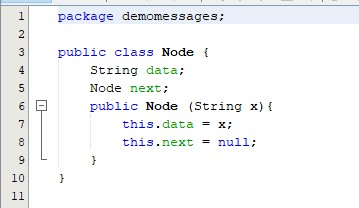 1 package demomessages;
2
3 public class Node {
4 String data;
5 Node next;
6 public Node (String x){
7 this.data = x;
8 this.next = null;
9 }
10 }
11